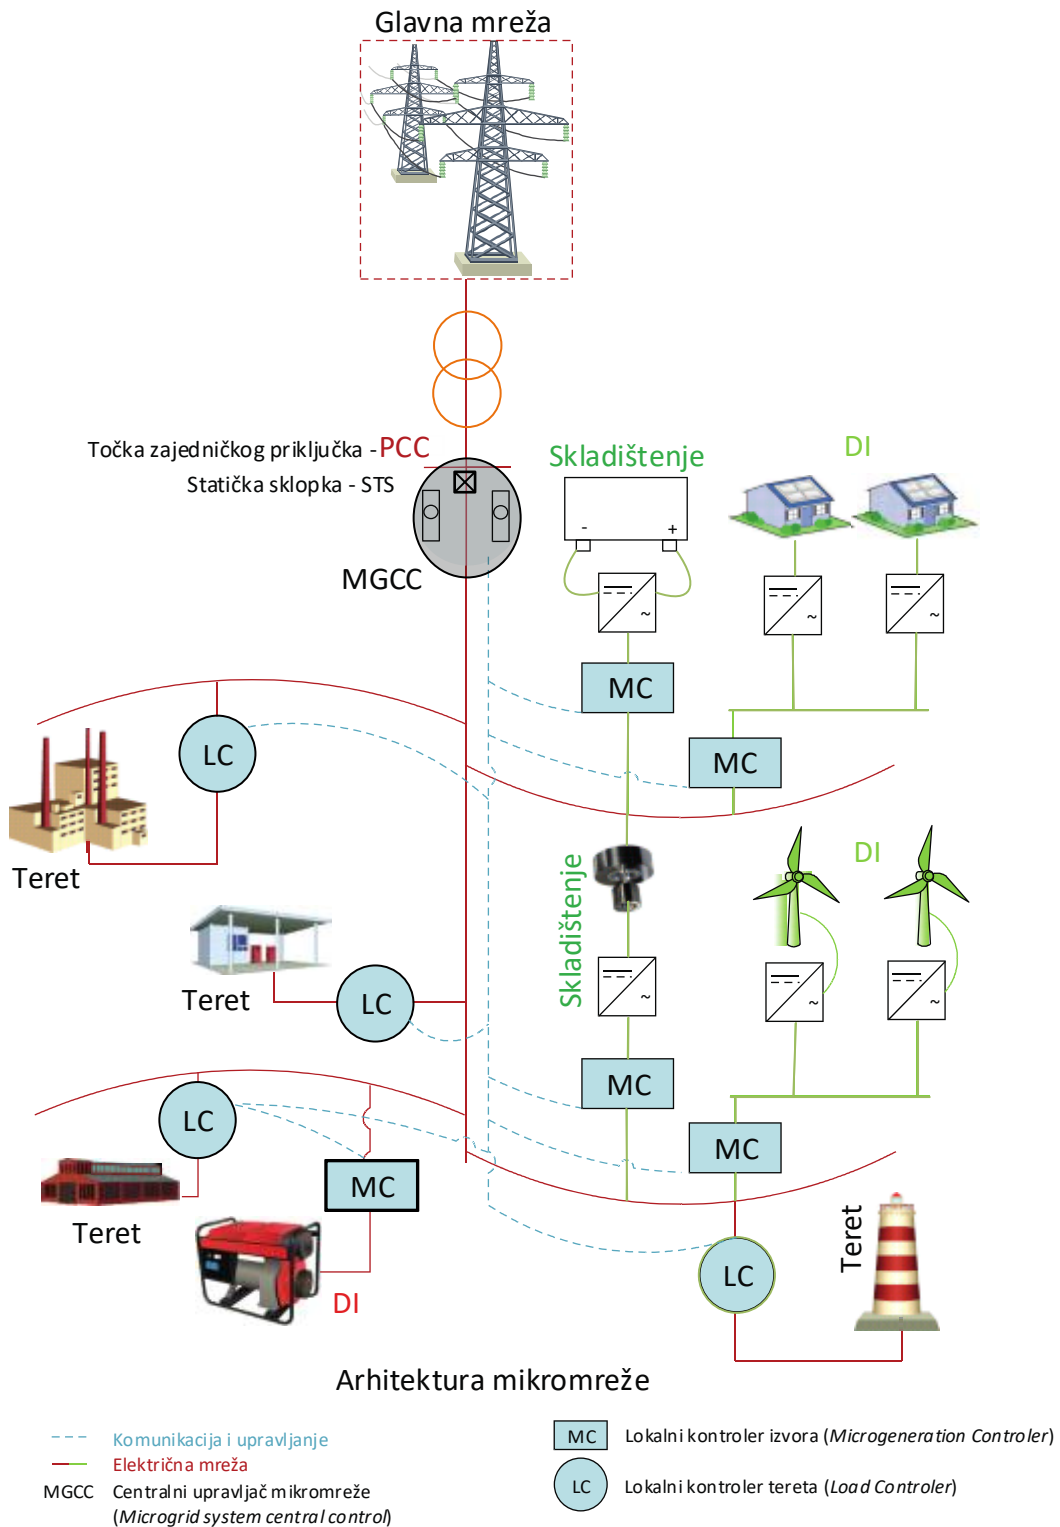 Glavna mreža
Točka zajedničkog priključka - PCC
Statička sklopka - STS
MGCC
Skladištenje
- +
DI
~
~
~
MC
MC
LC
Teret
Skladištenje
DI
~
~
~
Teret
LC
MC
MC
LC
MC
Teret
DI
LC
Teret
Arhitektura mikromreže
Komunikacija i upravljanje
Električna mreža
MGCC Centralni upravljač mikromreže
(Microgrid system central control)
MC Lokalni kontroler izvora (Microgeneration Controler)
LC Lokalni kontroler tereta (Load Controler)